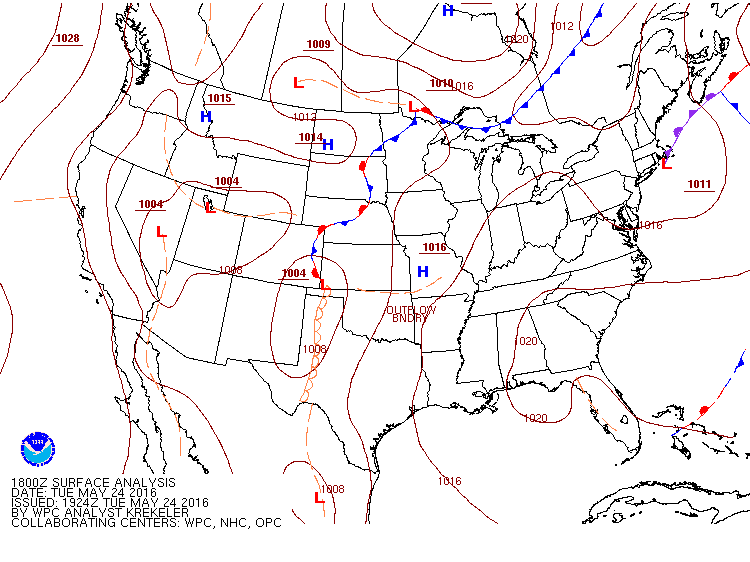 H
1028
1009
1020
1012
1010
1016
L
1015
L
H
1012
1014
H
L
1004
1011
1004
L
L
1016
1016
H
1008
1004
L
OUTFLOW
BNDRY
1020
1008
1020
NOAA
1016
1008
L
1800Z SURFACE ANALYSIS
DATE: TUE MAY 24 2016
ISSUED: 1924Z TUE MAY 24 2016
BY WPC ANALYST KREKELER
COLLABORATING CENTERS: WPC, NHC, OPC